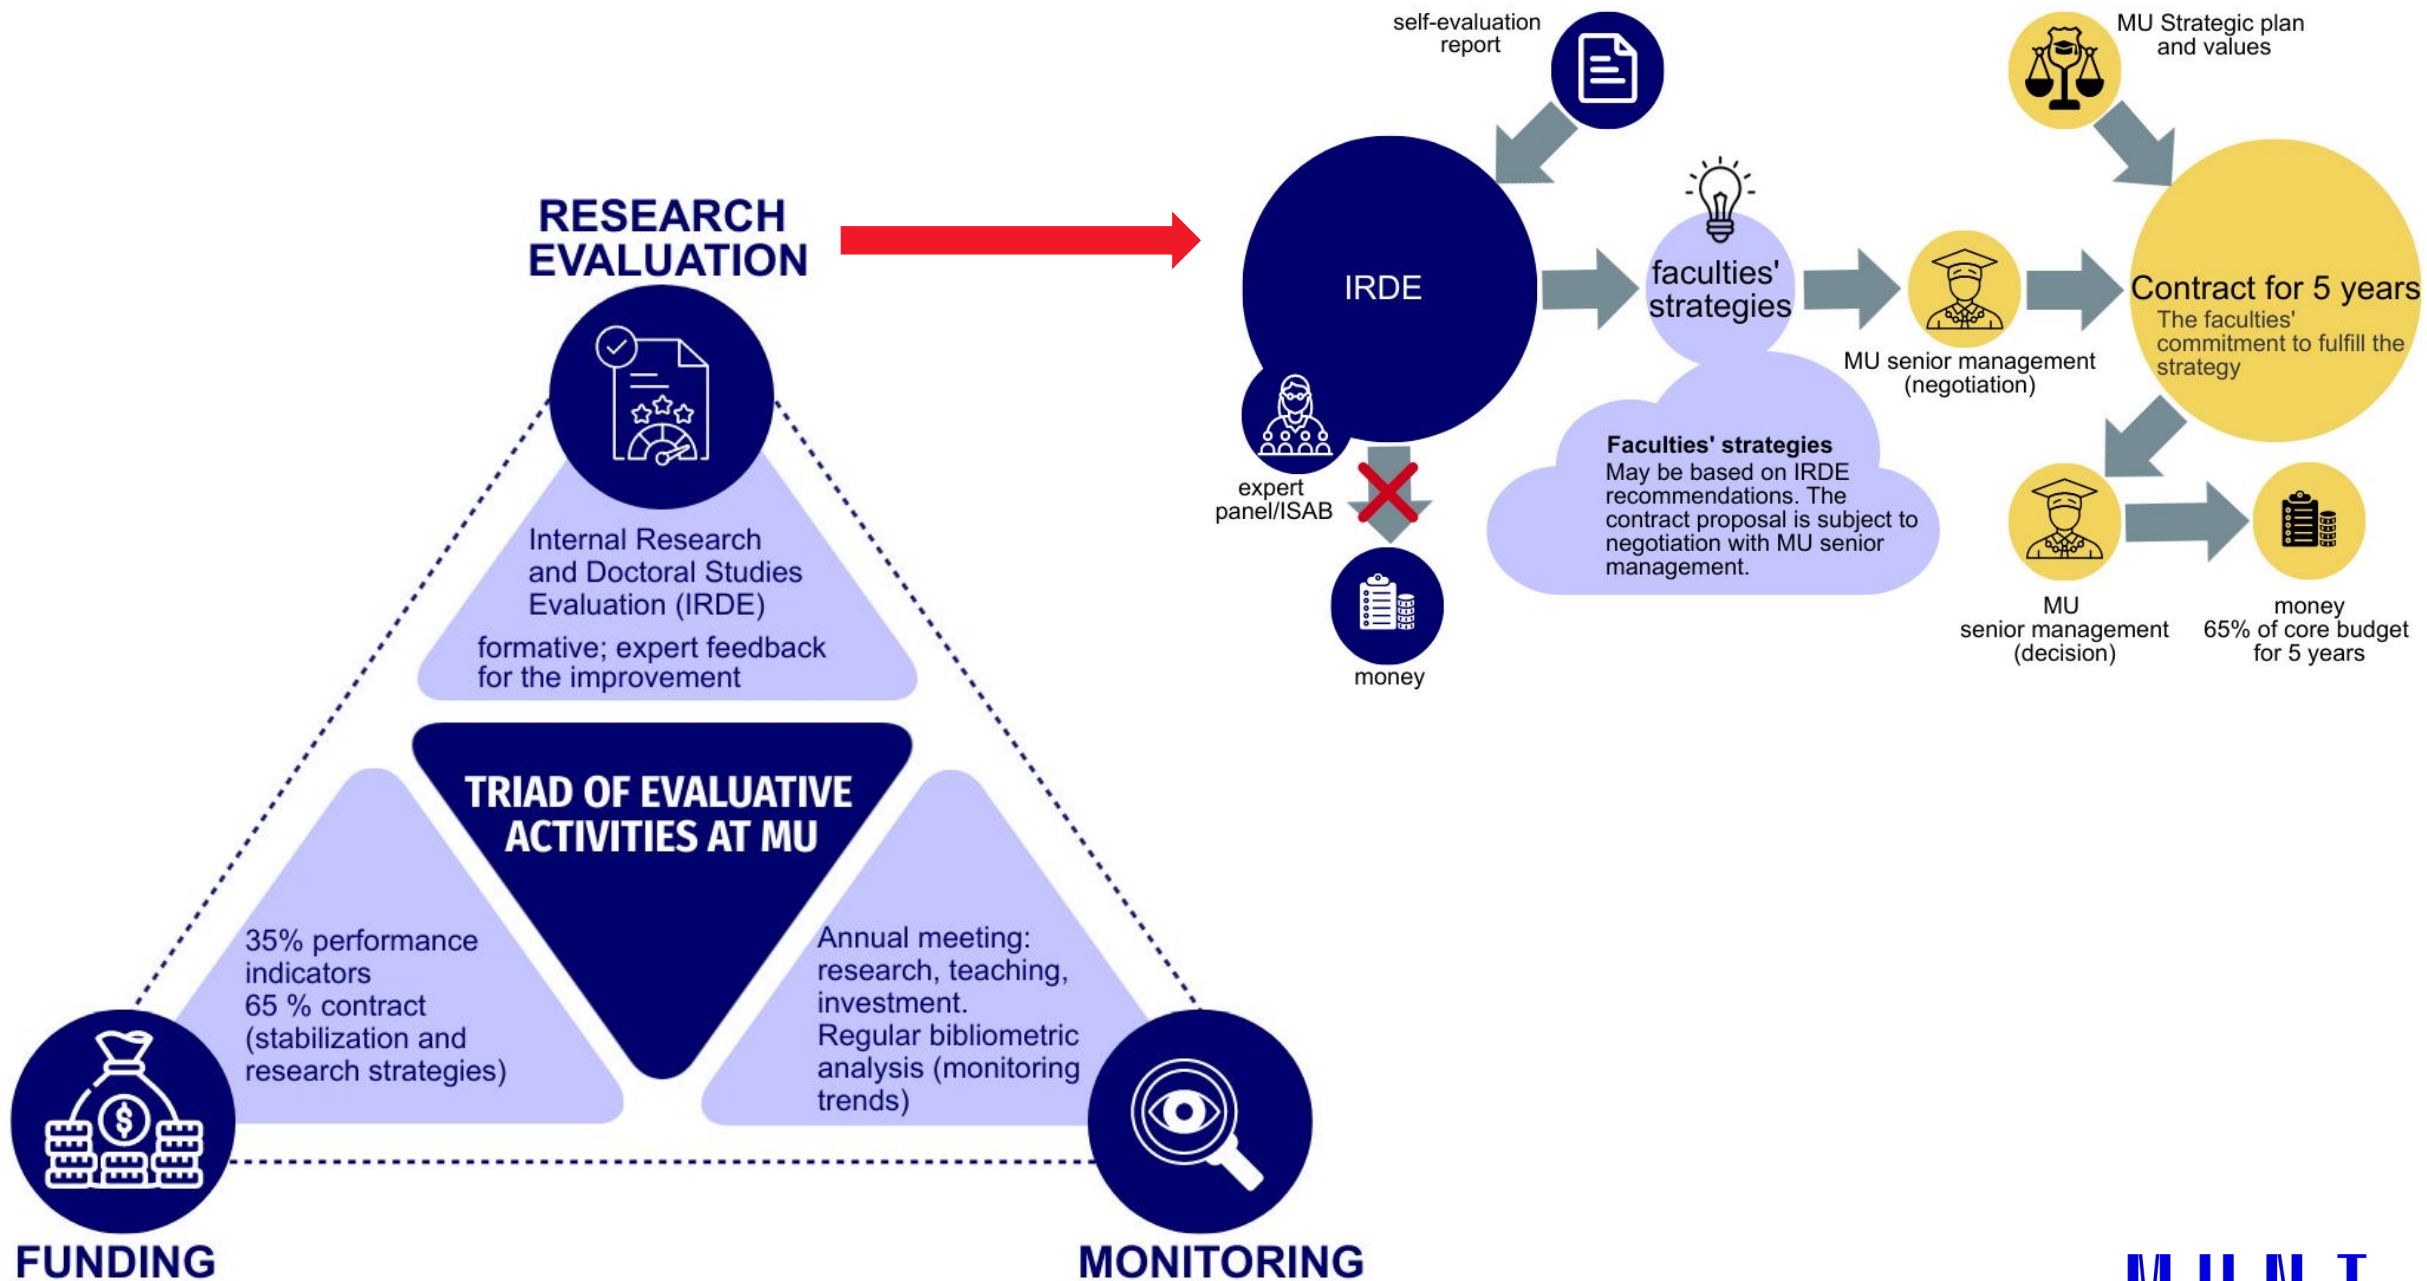 RESEARCH
EVALUATION
Internal Research
and Doctoral Studies
Evaluation (IRDE)
formative; expert feedback
for the improvement
TRIAD OF EVALUATIVE
ACTIVITIES AT MU
35% performance
indicators
65 % contract
(stabilization and
research strategies)
$
FUNDING
Annual meeting:
research, teaching,
investment.
Regular bibliometric
analysis (monitoring
trends)
MONITORING
self-evaluation
report
IRDE
expert
panel/ISAB
money
faculties'
strategies
Faculties' strategies
May be based on IRDE
recommendations. The
contract proposal is subject to
negotiation with MU senior
management.
MU senior management
(negotiation)
MU Strategic plan
and values
Contract for 5 years
The faculties'
commitment to fulfill the
strategy
MU
senior management
(decision)
money
65% of core budget
for 5 years
MUNI